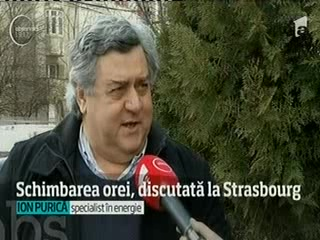 Schimbarea orei, discutată la Strasbourg
ION PURICĂ specialist în energie